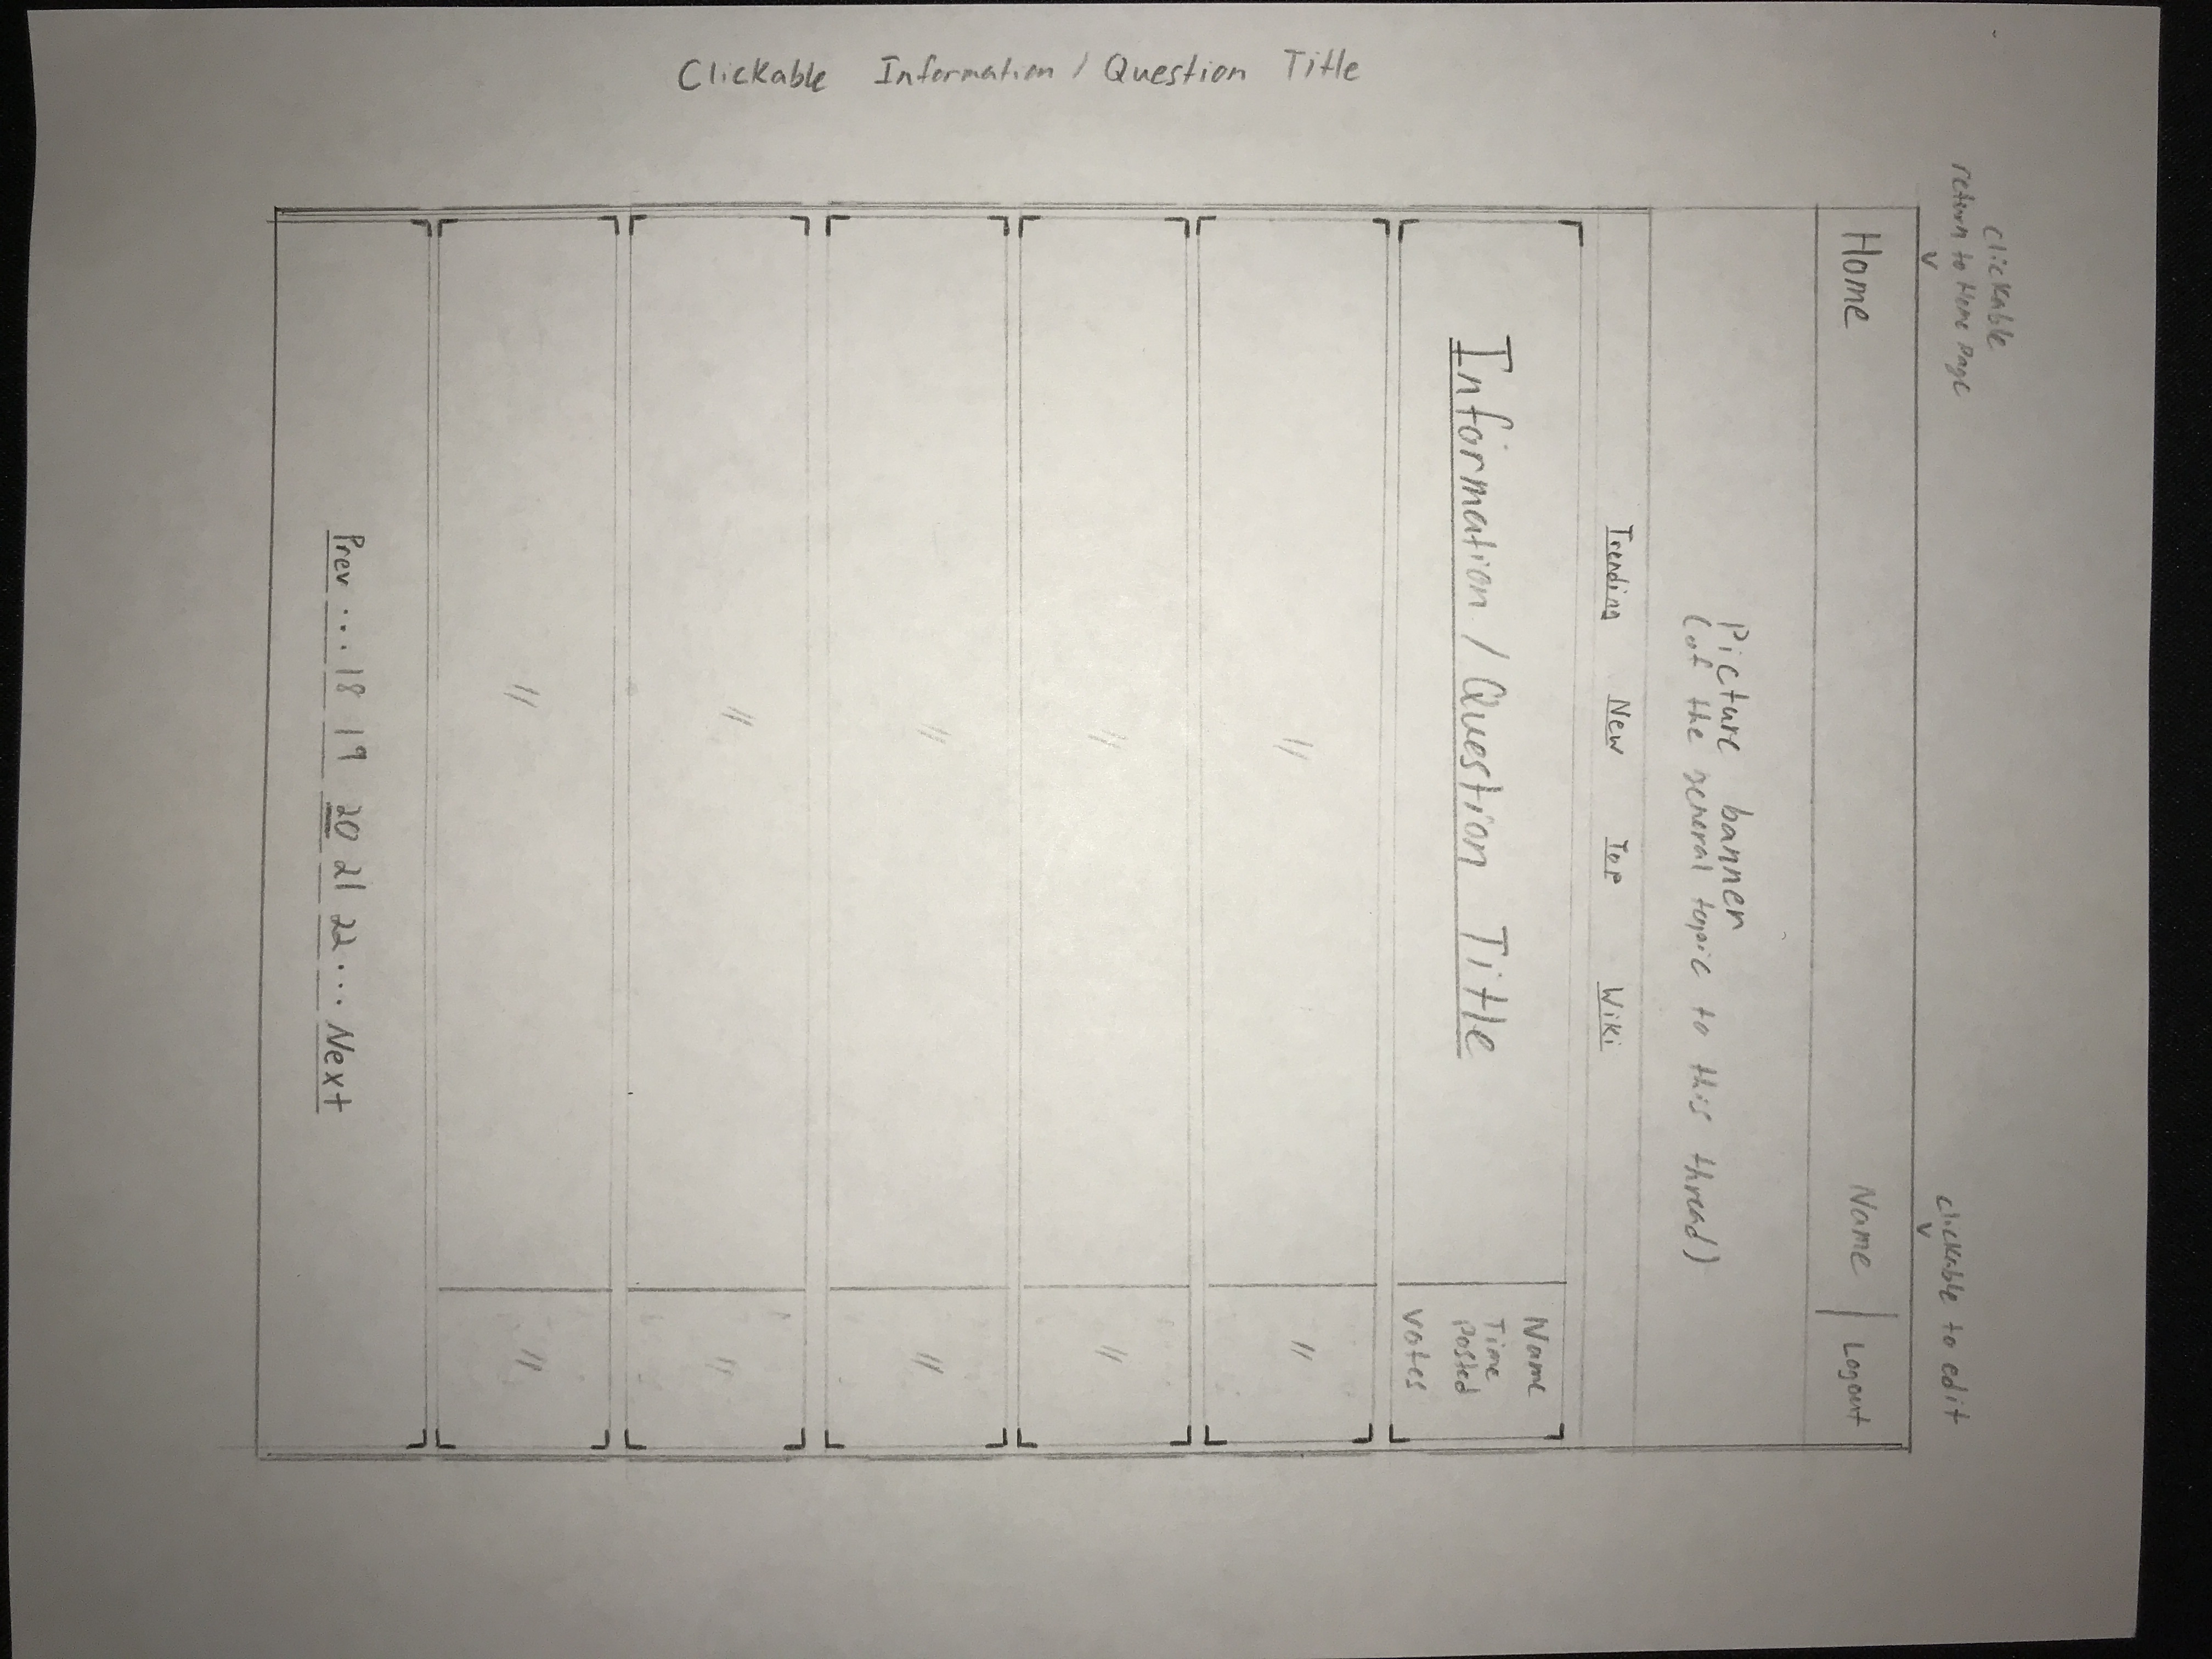 Clickable Information / Question Title
clickable
return to Home Page
v
clickable to edit
v
Home Name | Logout
Picture banner
(of the general topic to this thread)
Trending New Top Wiki
Information / Question Title
Name
Time
Posted
votes
" "
" "
" "
" "
" "
Prev ... 18 19 20 21 22 ... Next